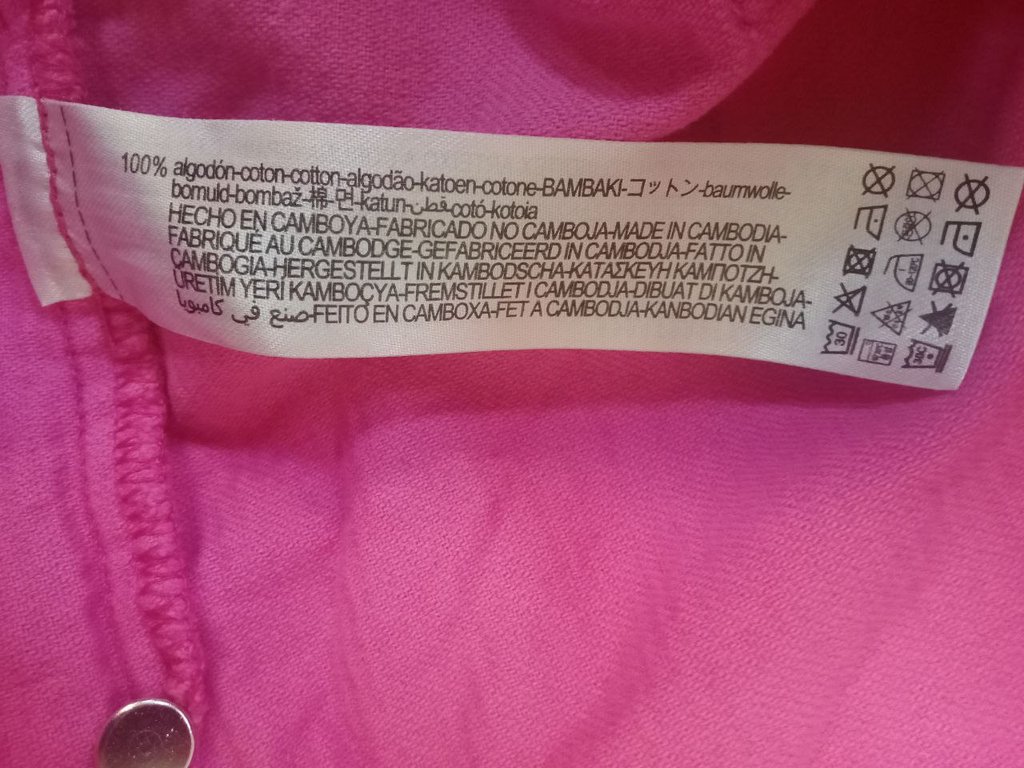 100% algodón-coton-cotton-algodão-katoen-cotone-BAMBAKI-コットン-baumwolle-
bomuld-bombaž-棉-면-katun-قطن-cotó-kotoia
HECHO EN CAMBOYA-FABRICADO NO CAMBOJA-MADE IN CAMBODIA-
FABRIQUÉ AU CAMBODGE-GEFABRICEERD IN CAMBODJA-FATTO IN
CAMBOGIA-HERGESTELLT IN KAMBODSCHA-ΚΑΤΑΣΚΕΥΗ ΚΑΜΠΟΤΖΗ-
ÜRETIM YERI KAMBOÇYA-FREMSTILLET I CAMBODJA-DIBUAT DI KAMBOJA-
صنع في كامبوديا-FEITO EN CAMBOXA-FET A CAMBODJA-KANBODIAN EGINA
30
30C